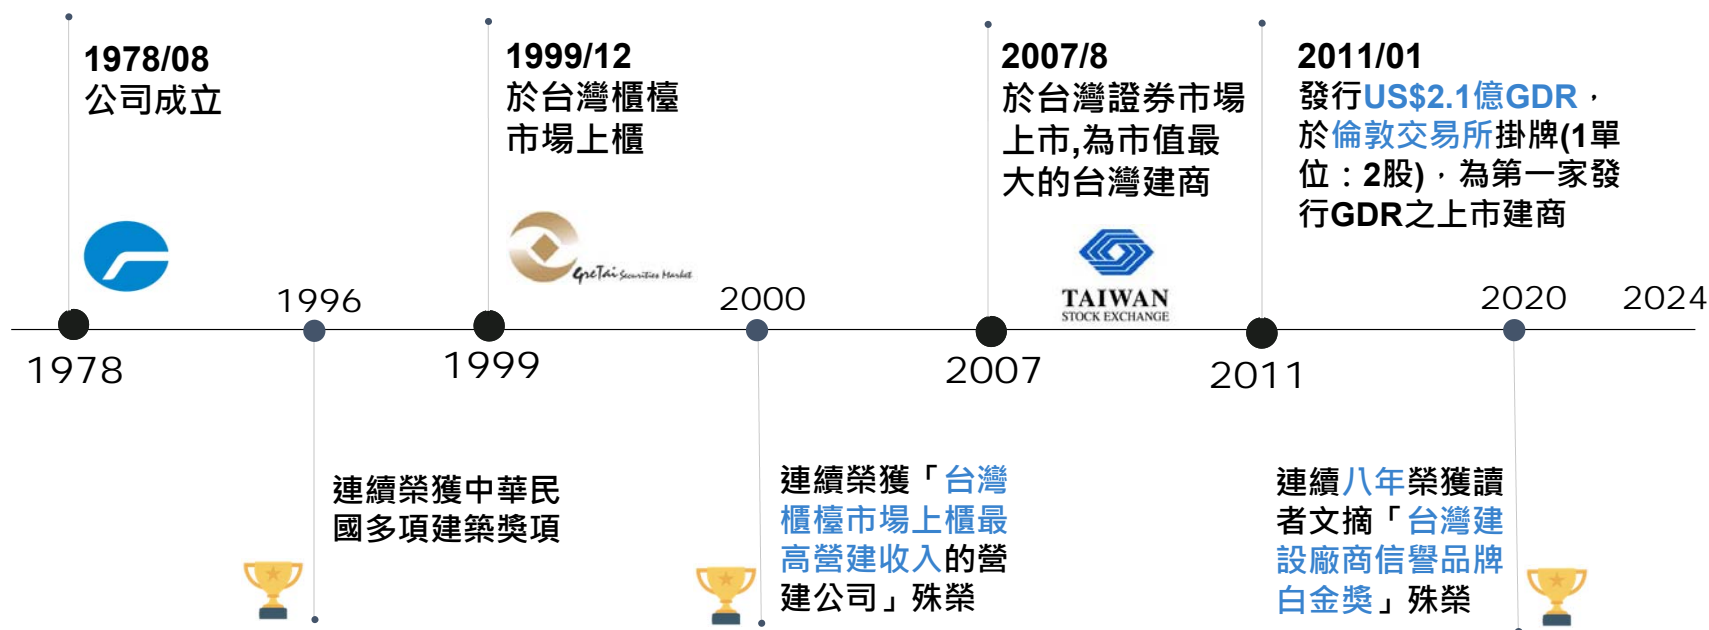 1978/08
公司成立
1999/12
於台灣櫃檯
市場上櫃
GreTai Securities Market
2007/8
於台灣證券市場
上市,為市值最
大的台灣建商
TAIWAN
STOCK EXCHANGE
2011/01
發行US$2.1億GDR，
於倫敦交易所掛牌(1單
位：2股)，為第一家發
行GDR之上市建商
1996
2000
2020
2024
1978
1999
2007
2011
連續榮獲中華民
國多項建築獎項
連續榮獲「台灣
櫃檯市場上櫃最
高營建收入的營
建公司」殊榮
連續八年榮獲讀
者文摘「台灣建
設廠商信譽品牌
白金獎」殊榮